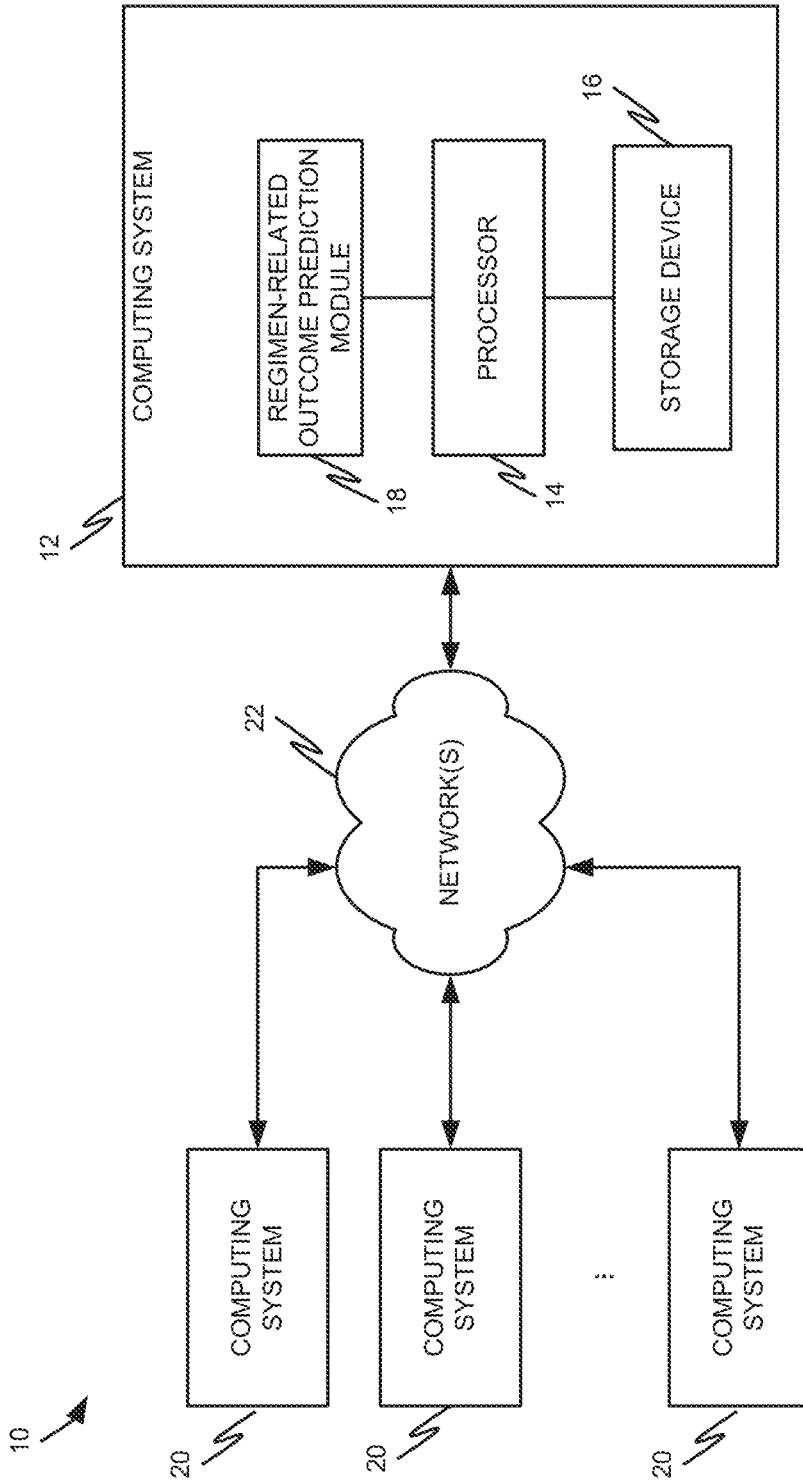 10
20
COMPUTING
SYSTEM
20
COMPUTING
SYSTEM
...
20
COMPUTING
SYSTEM
22
NETWORK(S)
12
COMPUTING SYSTEM
REGIMEN-RELATED
OUTCOME PREDICTION
MODULE
18
PROCESSOR
14
16
STORAGE DEVICE